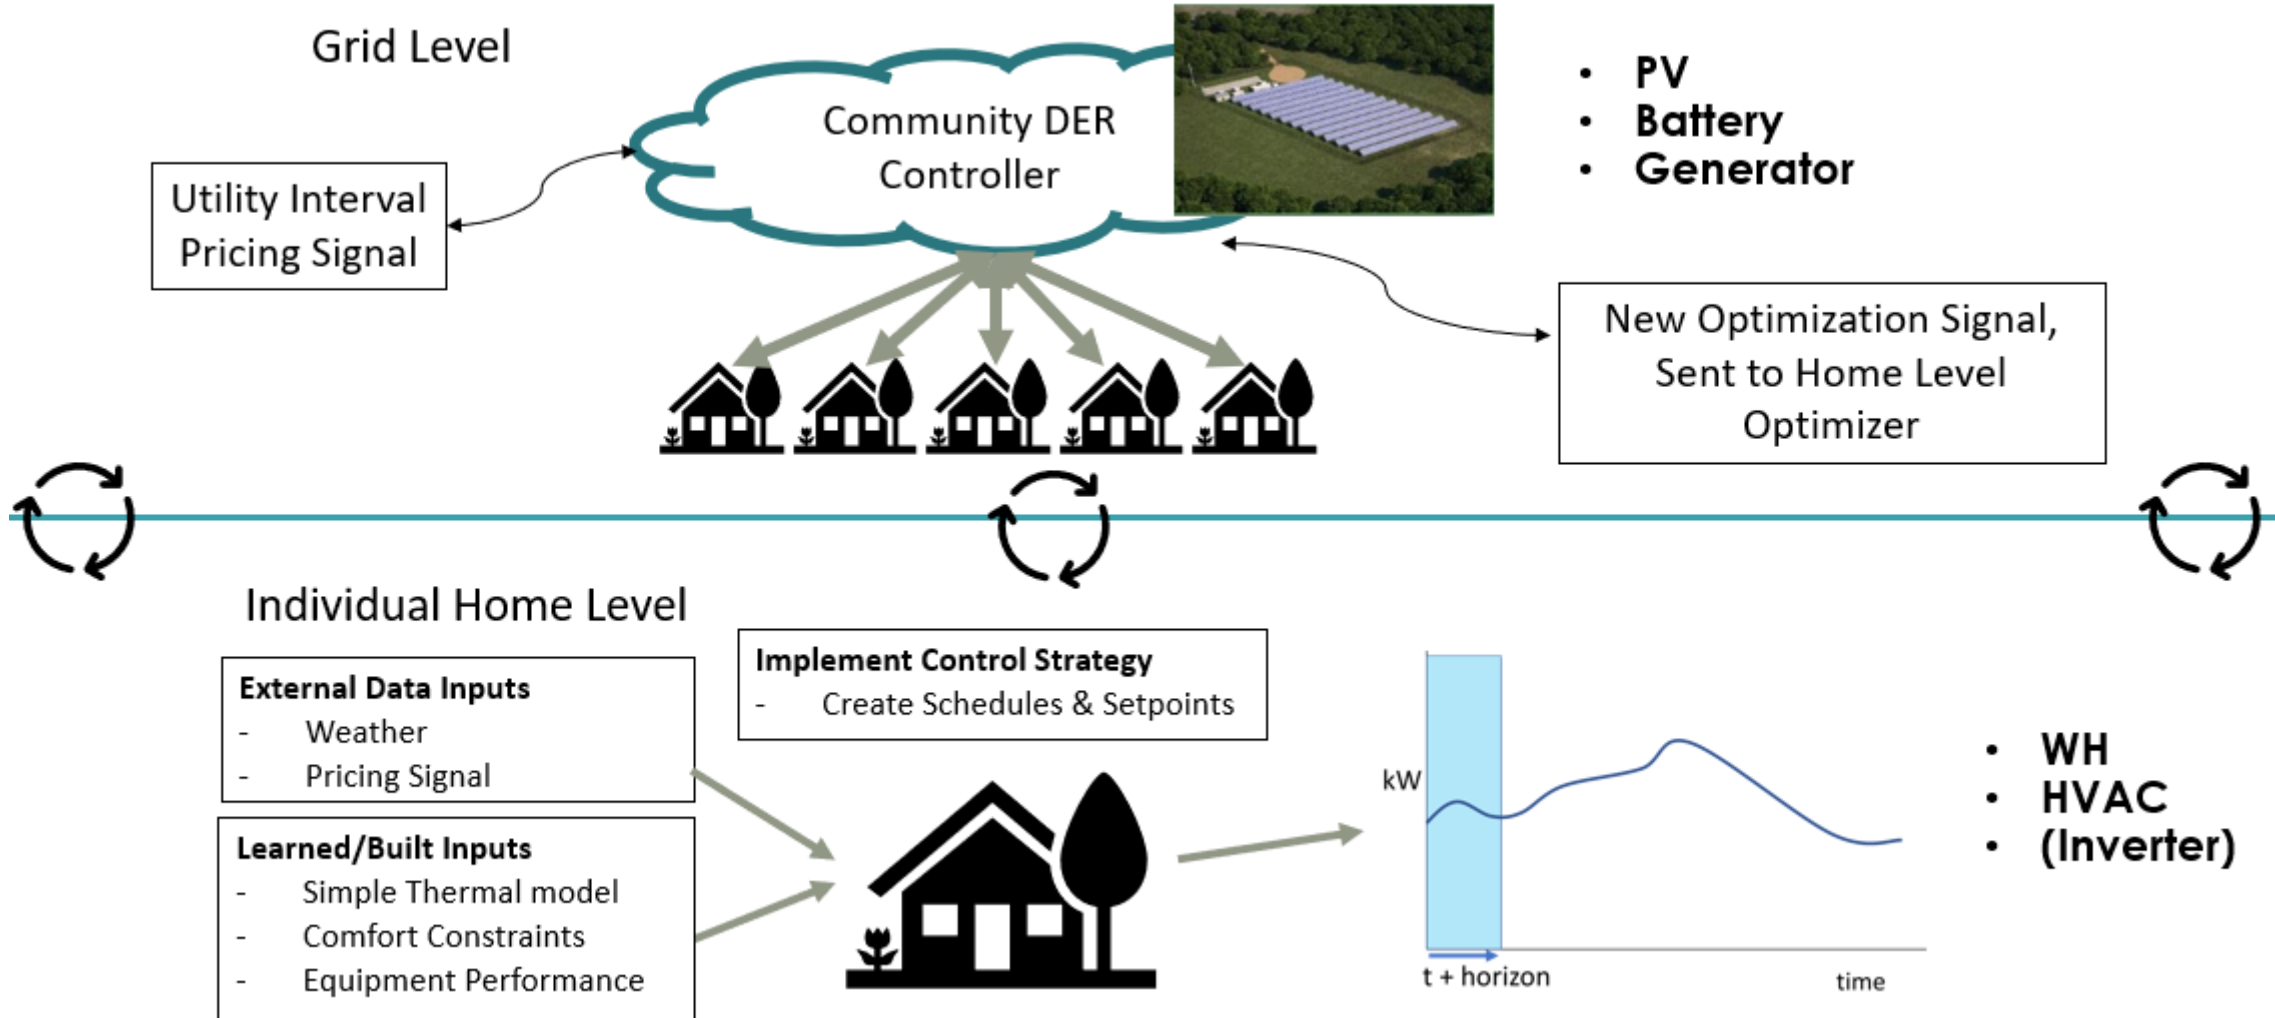 Grid Level
Community DER
Controller
• PV
• Battery
• Generator
Utility Interval
Pricing Signal
New Optimization Signal,
Sent to Home Level
Optimizer
Individual Home Level
External Data Inputs
- Weather
- Pricing Signal
Learned/Built Inputs
- Simple Thermal model
- Comfort Constraints
- Equipment Performance
Implement Control Strategy
- Create Schedules & Setpoints
kW
t + horizon
time
• WH
• HVAC
• (Inverter)